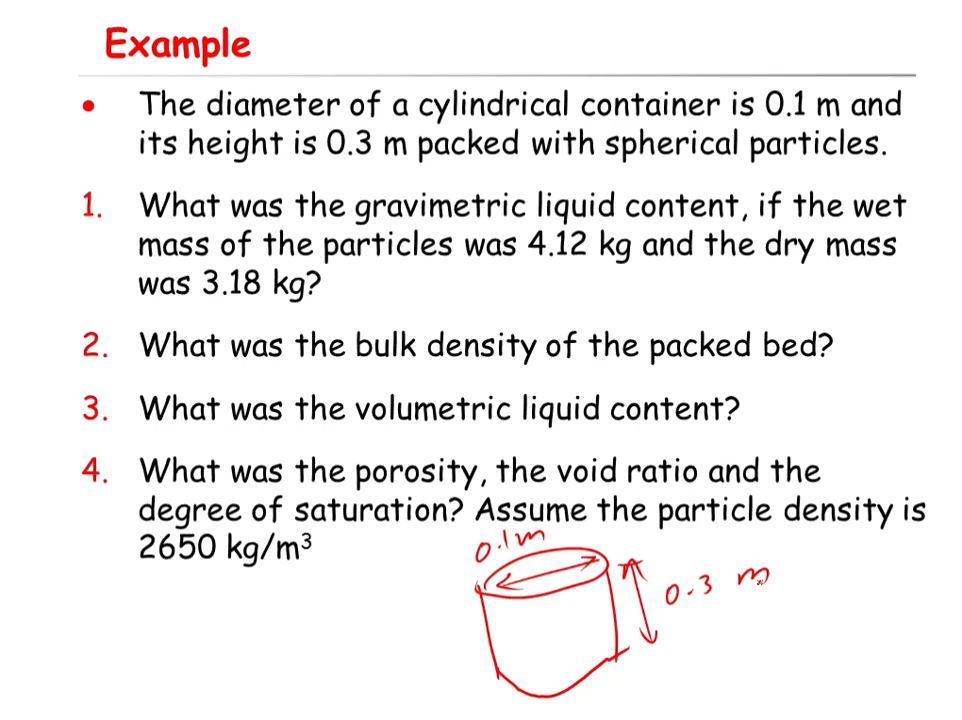 Example
• The diameter of a cylindrical container is 0.1 m and
its height is 0.3 m packed with spherical particles.
1. What was the gravimetric liquid content, if the wet
mass of the particles was 4.12 kg and the dry mass
was 3.18 kg?
2. What was the bulk density of the packed bed?
3. What was the volumetric liquid content?
4. What was the porosity, the void ratio and the
degree of saturation? Assume the particle density is
2650 kg/m³
0.1m
0.3 m